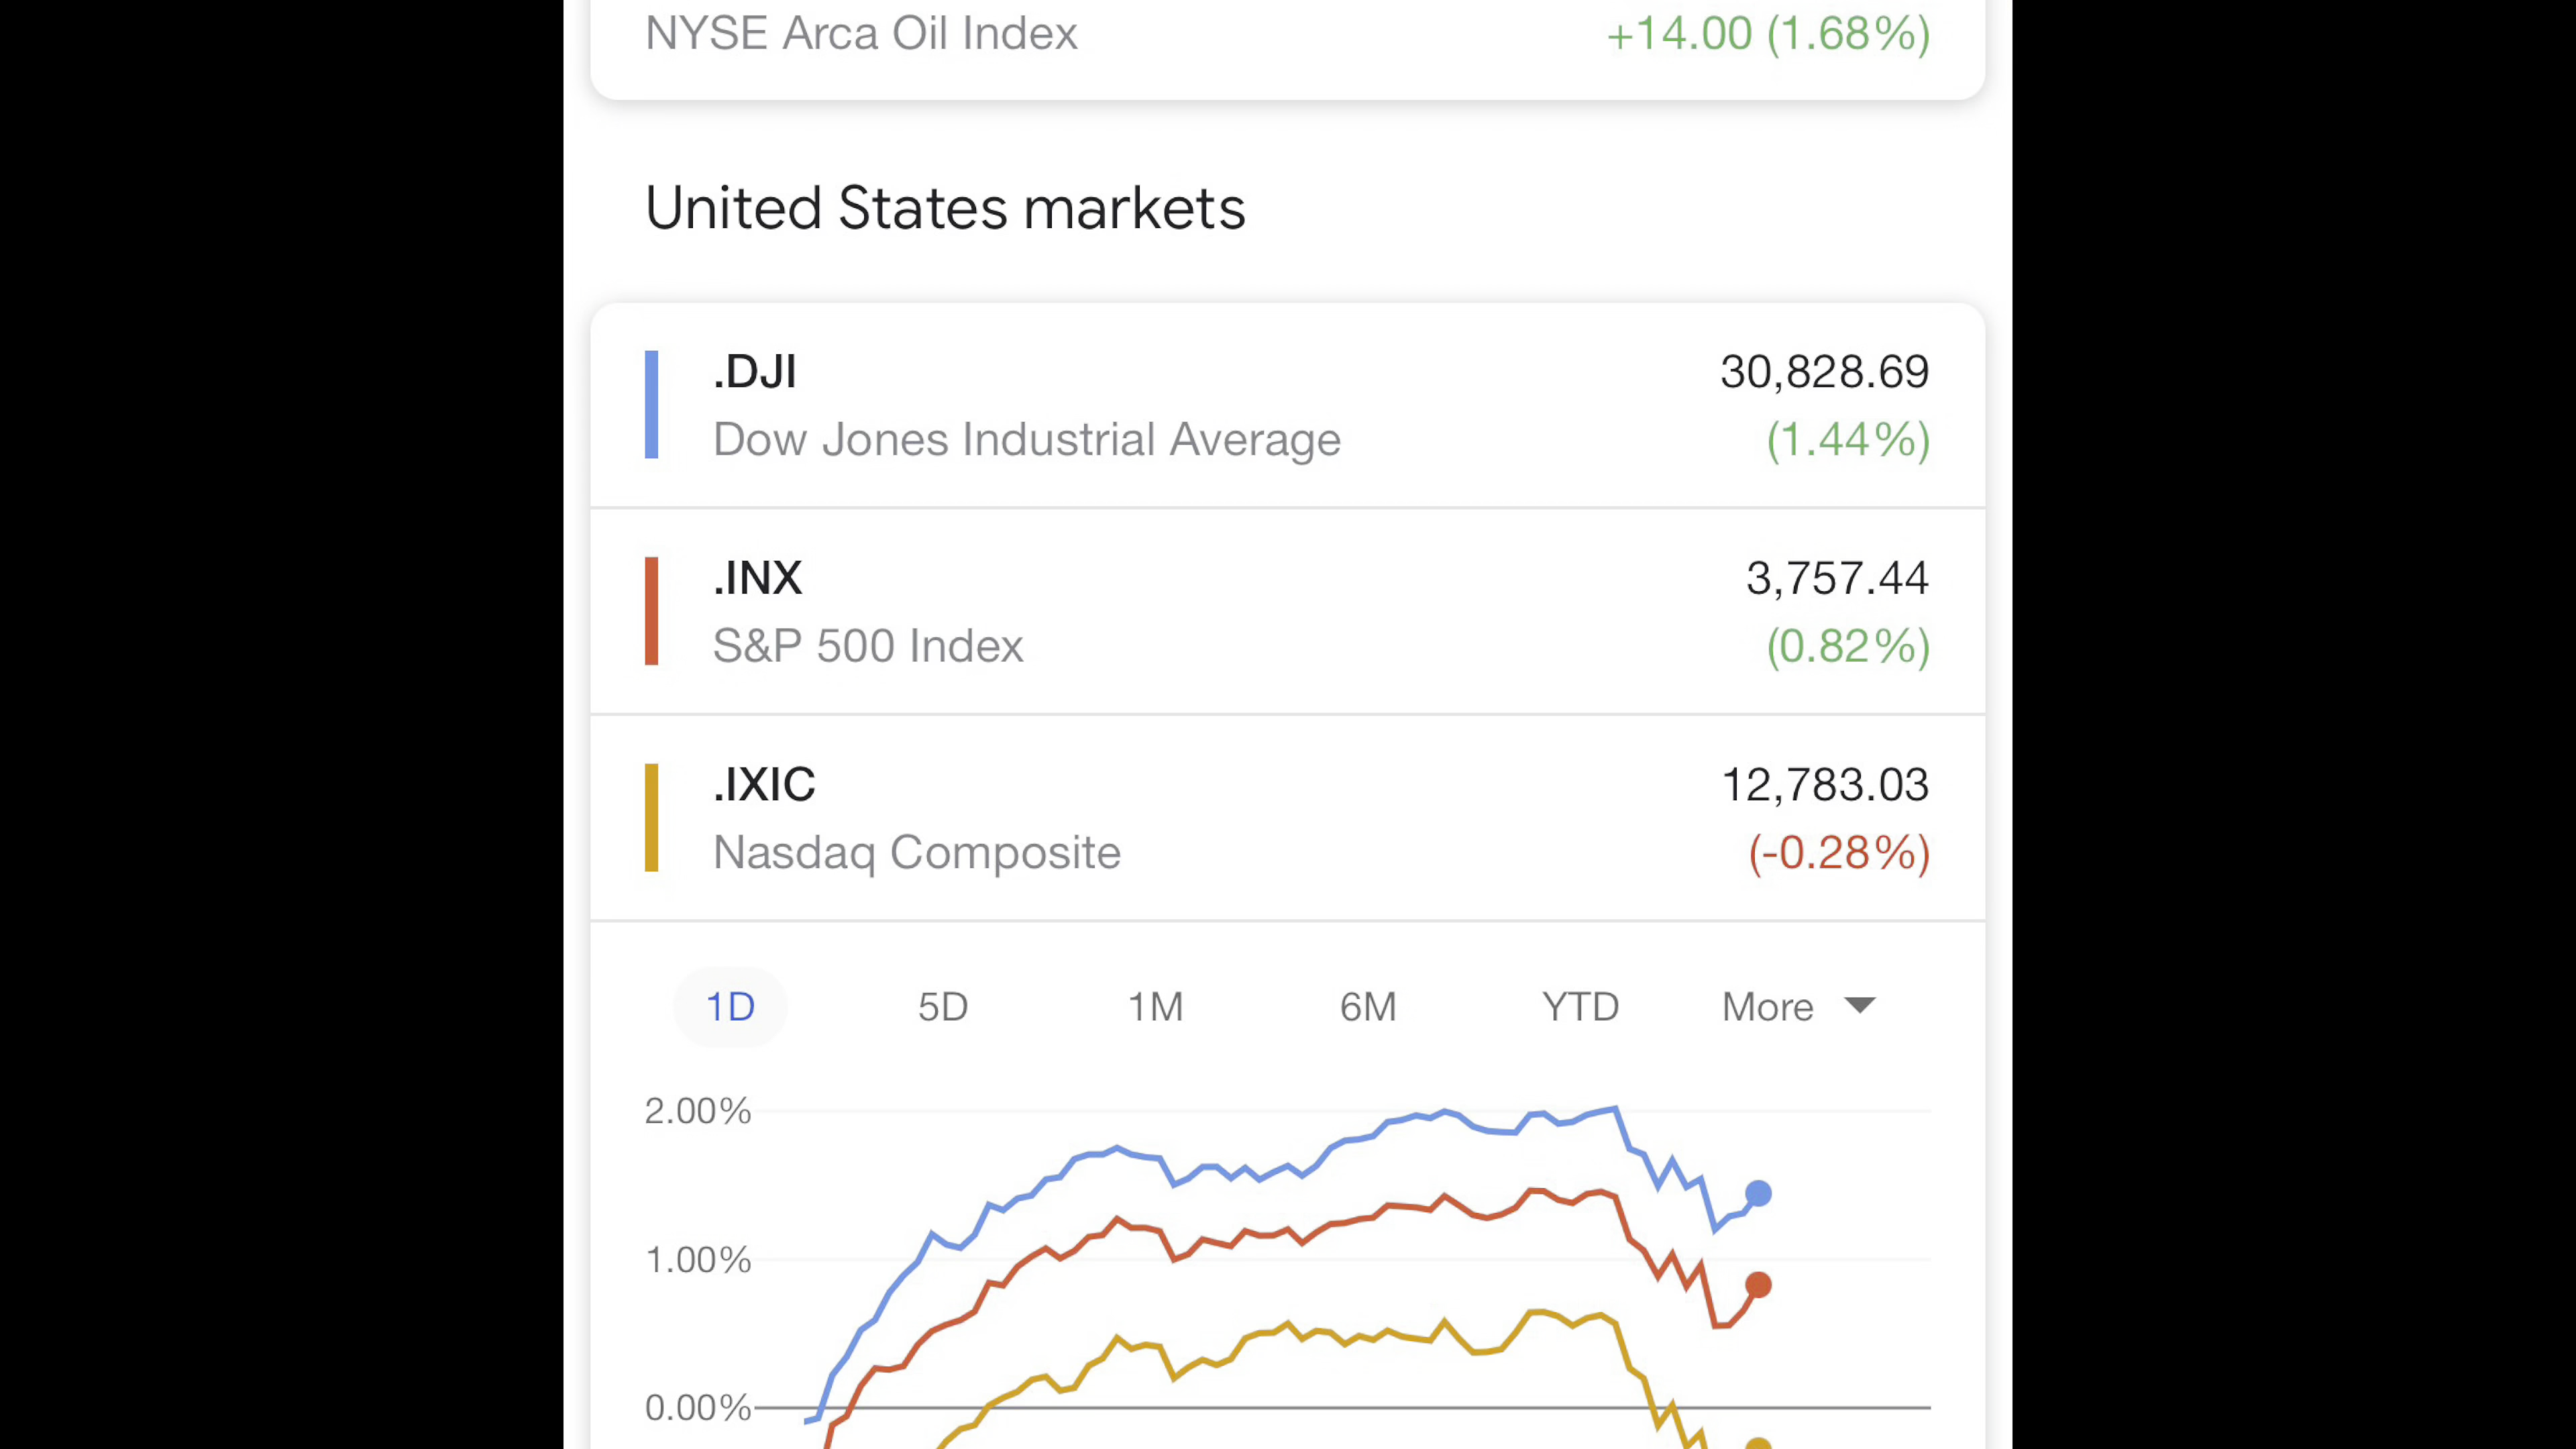 NYSE Arca Oil Index +14.00 (1.68%)
United States markets
.DJI 30,828.69
Dow Jones Industrial Average (1.44%)
.INX 3,757.44
S&P 500 Index (0.82%)
.IXIC 12,783.03
Nasdaq Composite (-0.28%)
1D 5D 1M 6M YTD More
2.00%
1.00%
0.00%